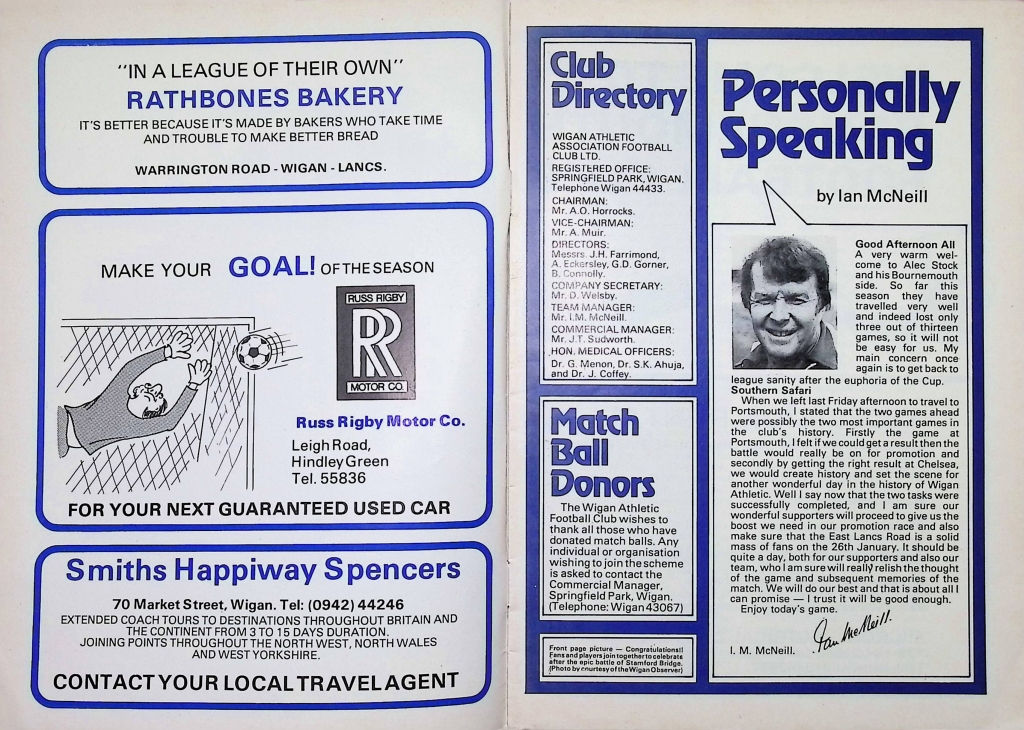 "IN A LEAGUE OF THEIR OWN"
RATHBONES BAKERY
IT'S BETTER BECAUSE IT'S MADE BY BAKERS WHO TAKE TIME
AND TROUBLE TO MAKE BETTER BREAD
WARRINGTON ROAD - WIGAN - LANCS.
MAKE YOUR GOAL! OF THE SEASON
RUSS RIGBY
RR
MOTOR CO.
Russ Rigby Motor Co.
Leigh Road,
Hindley Green
Tel. 55836
FOR YOUR NEXT GUARANTEED USED CAR
Smiths Happiway Spencers
70 Market Street, Wigan. Tel: (0942) 44246
EXTENDED COACH TOURS TO DESTINATIONS THROUGHOUT BRITAIN AND
THE CONTINENT FROM 3 TO 15 DAYS DURATION.
JOINING POINTS THROUGHOUT THE NORTH WEST, NORTH WALES
AND WEST YORKSHIRE.
CONTACT YOUR LOCAL TRAVEL AGENT
Club
Directory
WIGAN ATHLETIC
ASSOCIATION FOOTBALL
CLUB LTD.
REGISTERED OFFICE:
SPRINGFIELD PARK, WIGAN.
Telephone Wigan 44433.
CHAIRMAN:
Mr. A.O. Horrocks.
VICE-CHAIRMAN:
Mr. A. Muir.
DIRECTORS:
Messrs. J.H. Farrimond,
A. Eckersley, G.D. Gorner,
B. Connolly.
COMPANY SECRETARY:
Mr. D. Welsby.
TEAM MANAGER:
Mr. I.M. McNeill.
COMMERCIAL MANAGER:
Mr. J.T. Sudworth.
HON. MEDICAL OFFICERS:
Dr. G. Menon, Dr. S.K. Ahuja,
and Dr. J. Coffey.
Match
Ball
Donors
The Wigan Athletic
Football Club wishes to
thank all those who have
donated match balls. Any
individual or organisation
wishing to join the scheme
is asked to contact the
Commercial Manager,
Springfield Park, Wigan.
(Telephone: Wigan 43067)
Front page picture — Congratulations!!
Fans and players join together to celebrate
after the epic battle of Stamford Bridge.
(Photo by courtesy of the Wigan Observer)
Personally
Speaking
by Ian McNeill
Good Afternoon All
A very warm wel-
come to Alec Stock
and his Bournemouth
side. So far this
season they have
travelled very well
and indeed lost only
three out of thirteen
games, so it will not
be easy for us. My
main concern once
again is to get back to
league sanity after the euphoria of the Cup.
Southern Safari
When we left last Friday afternoon to travel to
Portsmouth, I stated that the two games ahead
were possibly the two most important games in
the club's history. Firstly the game at
Portsmouth, I felt if we could get a result then the
battle would really be on for promotion and
secondly by getting the right result at Chelsea,
we would create history and set the scene for
another wonderful day in the history of Wigan
Athletic. Well I say now that the two tasks were
successfully completed, and I am sure our
wonderful supporters will proceed to give us the
boost we need in our promotion race and also
make sure that the East Lancs Road is a solid
mass of fans on the 26th January. It should be
quite a day, both for our supporters and also our
team, who I am sure will really relish the thought
of the game and subsequent memories of the
match. We will do our best and that is about all I
can promise — I trust it will be good enough.
Enjoy today's game.
Ian McNeill.
I. M. McNeill.